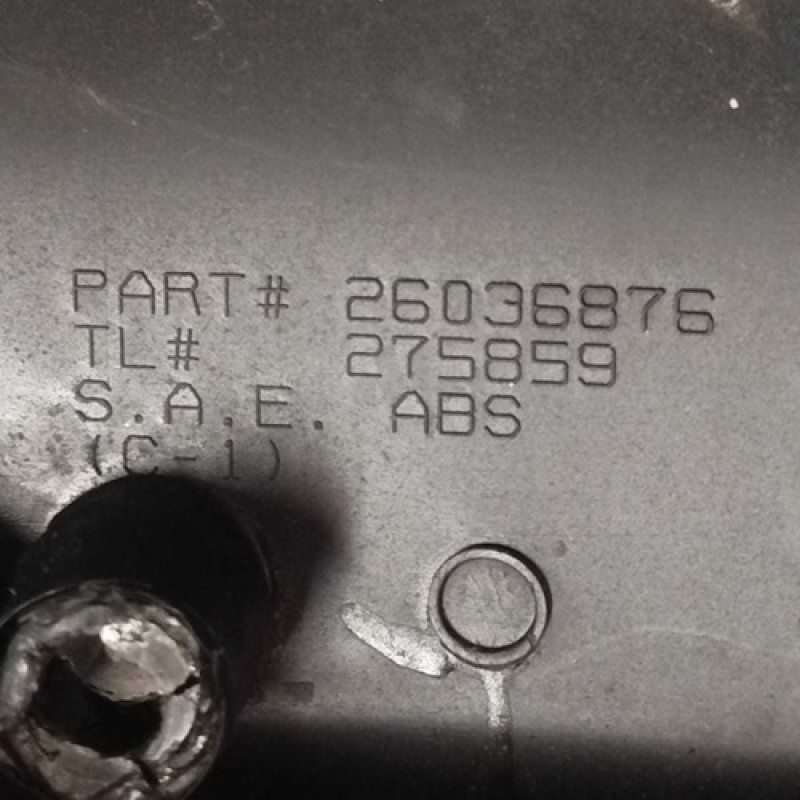 PART# 26036876
TL# 275859
S.A.E. ABS
(C-1)